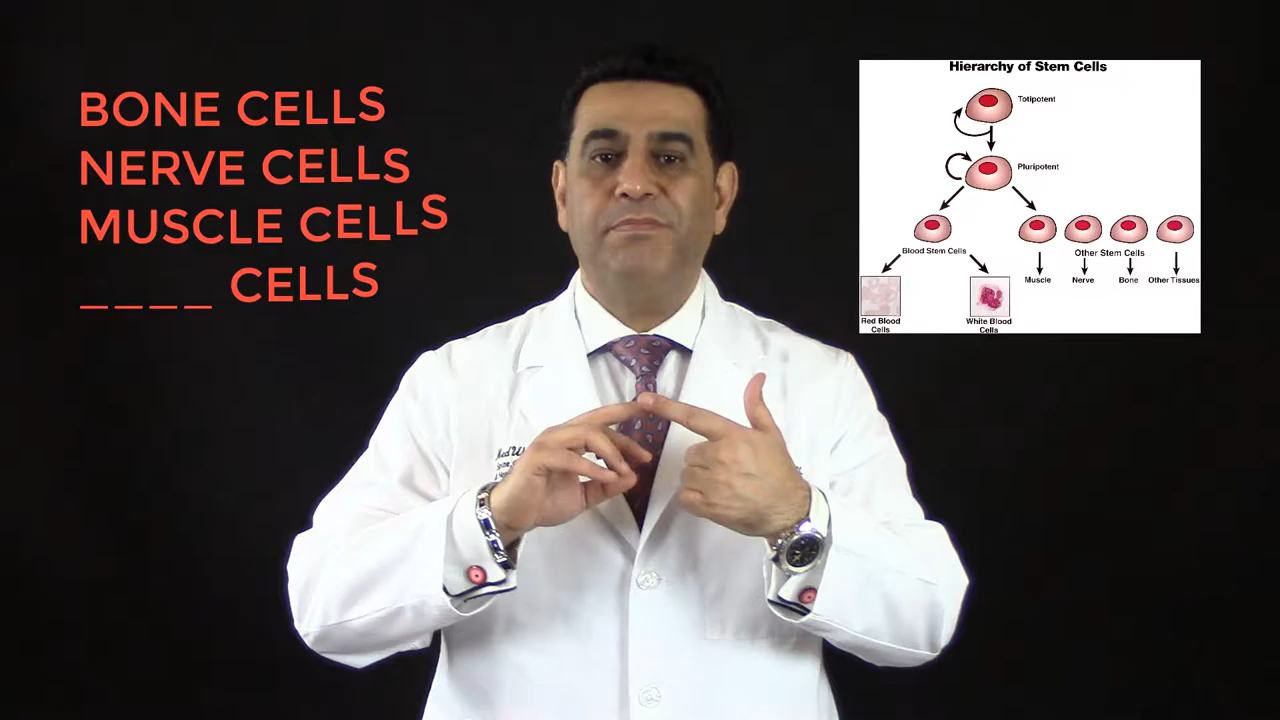 BONE CELLS
NERVE CELLS
MUSCLE CELLS
_ _ _ _ CELLS
Hierarchy of Stem Cells
Totipotent
Pluripotent
Blood Stem Cells
Other Stem Cells
Muscle
Nerve
Bone
Other Tissues
Red Blood
Cells
White Blood
Cells